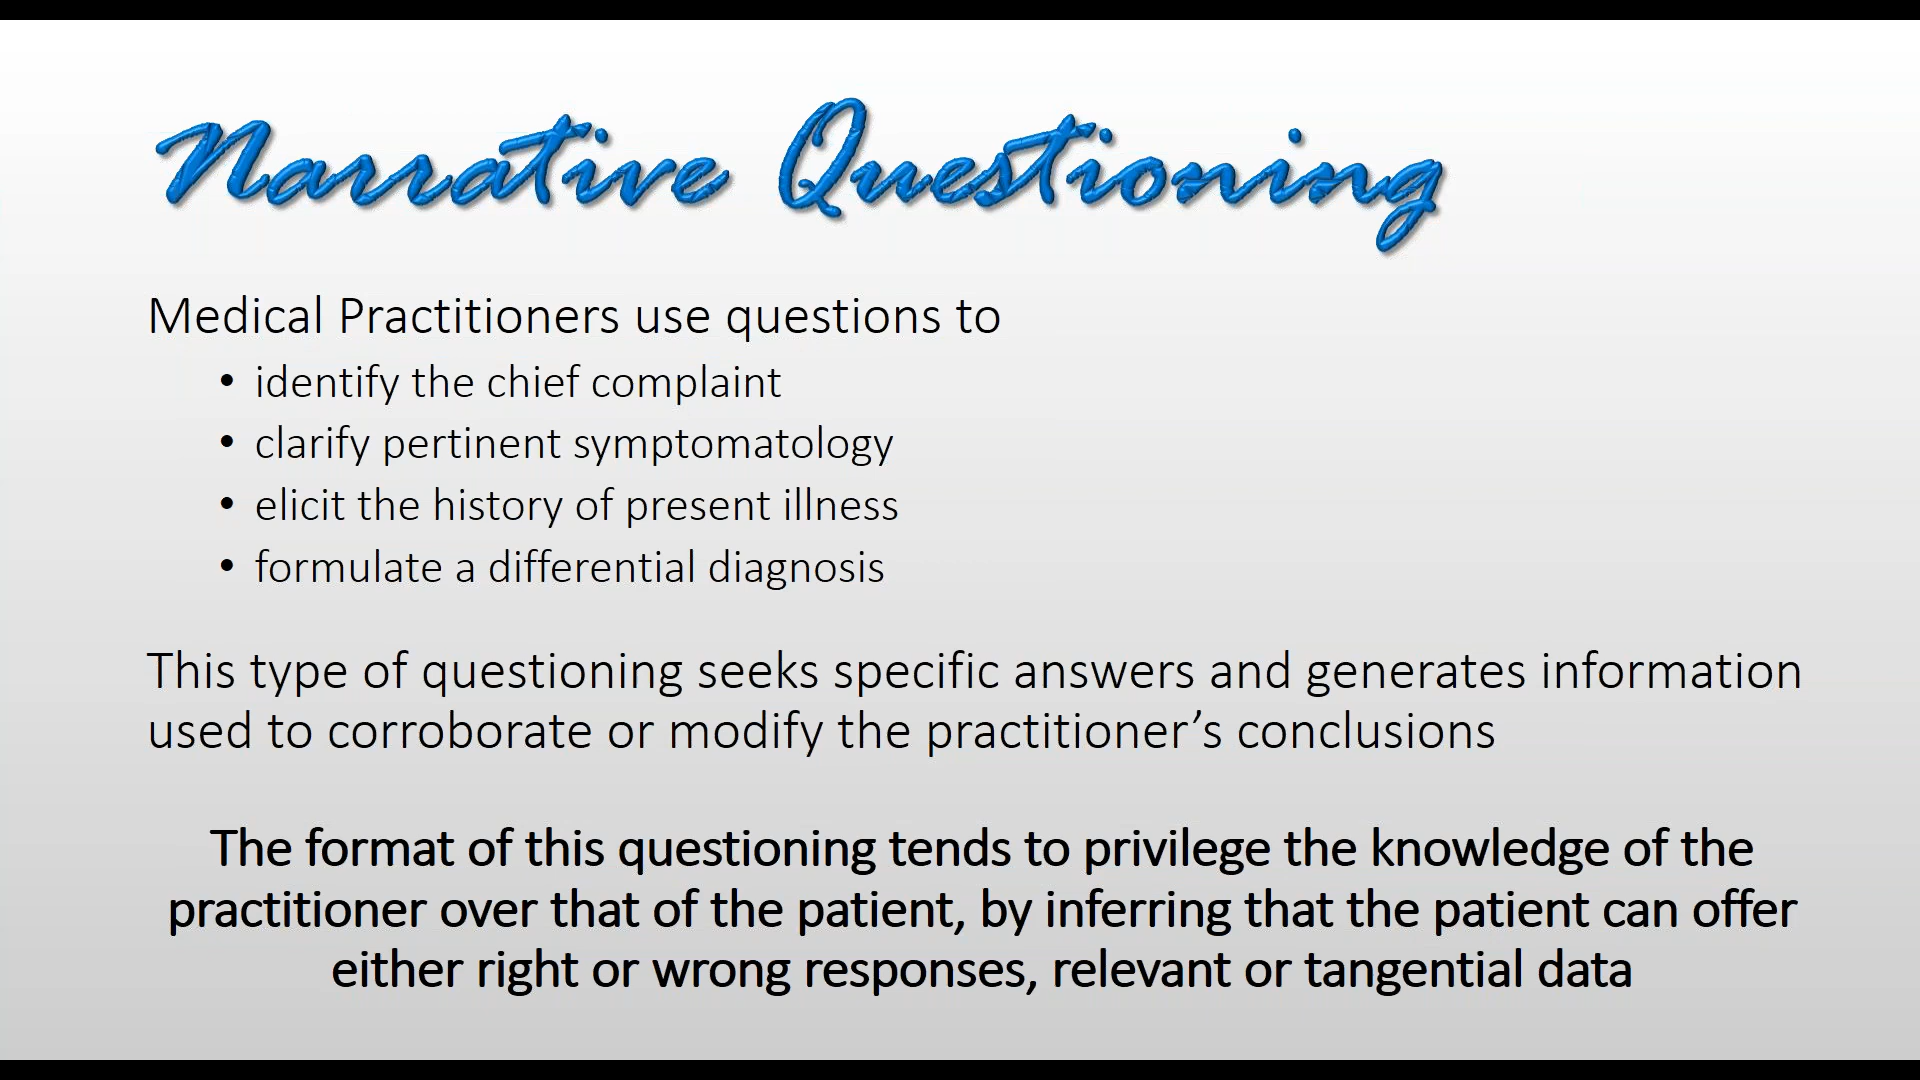 Narrative Questioning
Medical Practitioners use questions to
• identify the chief complaint
• clarify pertinent symptomatology
• elicit the history of present illness
• formulate a differential diagnosis
This type of questioning seeks specific answers and generates information
used to corroborate or modify the practitioner’s conclusions
The format of this questioning tends to privilege the knowledge of the
practitioner over that of the patient, by inferring that the patient can offer
either right or wrong responses, relevant or tangential data